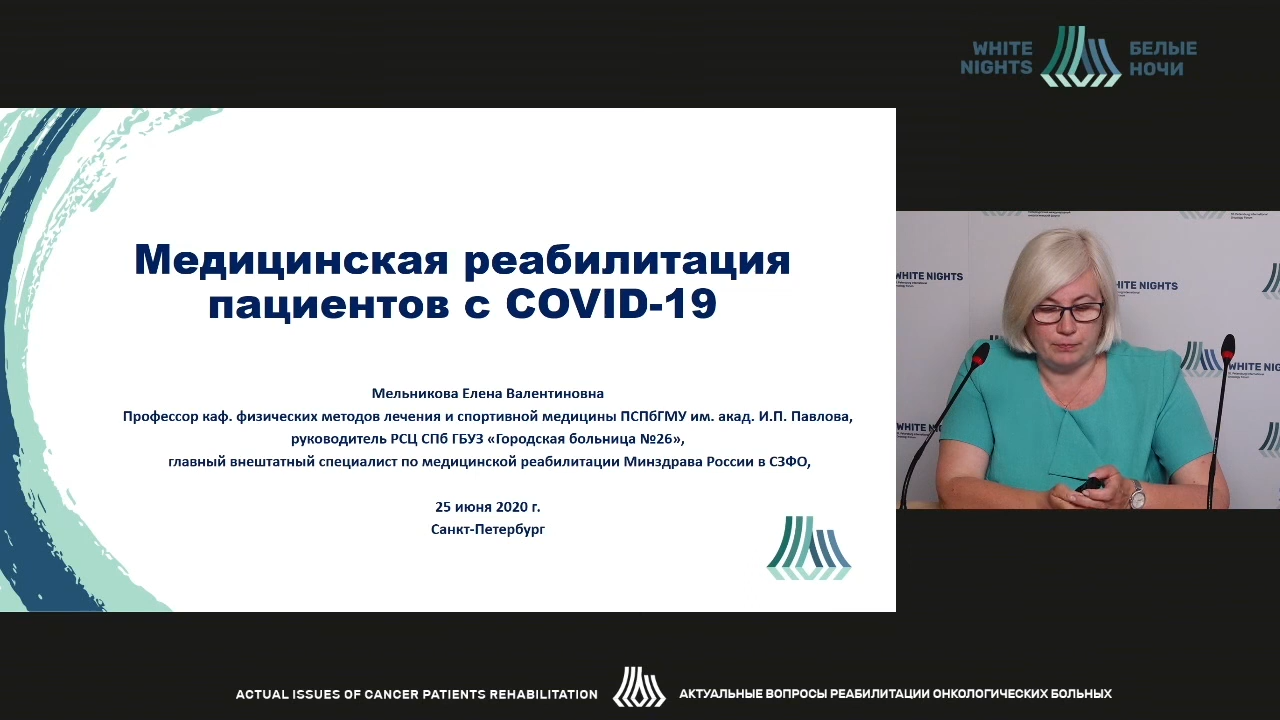 WHITE
NIGHTS
БЕЛЫЕ
НОЧИ
Медицинская реабилитация
пациентов с COVID-19
Мельникова Елена Валентиновна
Профессор каф. физических методов лечения и спортивной медицины ПСПбГМУ им. акад. И.П. Павлова,
руководитель РСЦ СПб ГБУЗ «Городская больница №26»,
главный внештатный специалист по медицинской реабилитации Минздрава России в СЗФО,
25 июня 2020 г.
Санкт-Петербург
WHITE NIGHTS
WHITE NIGHTS
ACTUAL ISSUES OF CANCER PATIENTS REHABILITATION
АКТУАЛЬНЫЕ ВОПРОСЫ РЕАБИЛИТАЦИИ ОНКОЛОГИЧЕСКИХ БОЛЬНЫХ